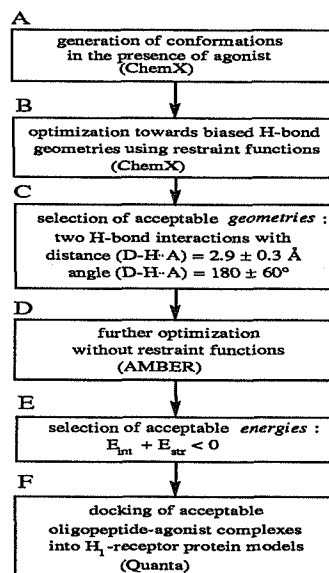 A
generation of conformations
in the presence of agonist
(ChemX)
B
optimization towards biased H-bond
geometries using restraint functions
(ChemX)
C
selection of acceptable geometries :
two H-bond interactions with
distance (D-H··A) = 2.9 ± 0.3 Å
angle (D-H··A) = 180 ± 60°
D
further optimization
without restraint functions
(AMBER)
E
selection of acceptable energies :
E_int + E_str < 0
F
docking of acceptable
oligopeptide-agonist complexes
into H₁-receptor protein models
(Quanta)